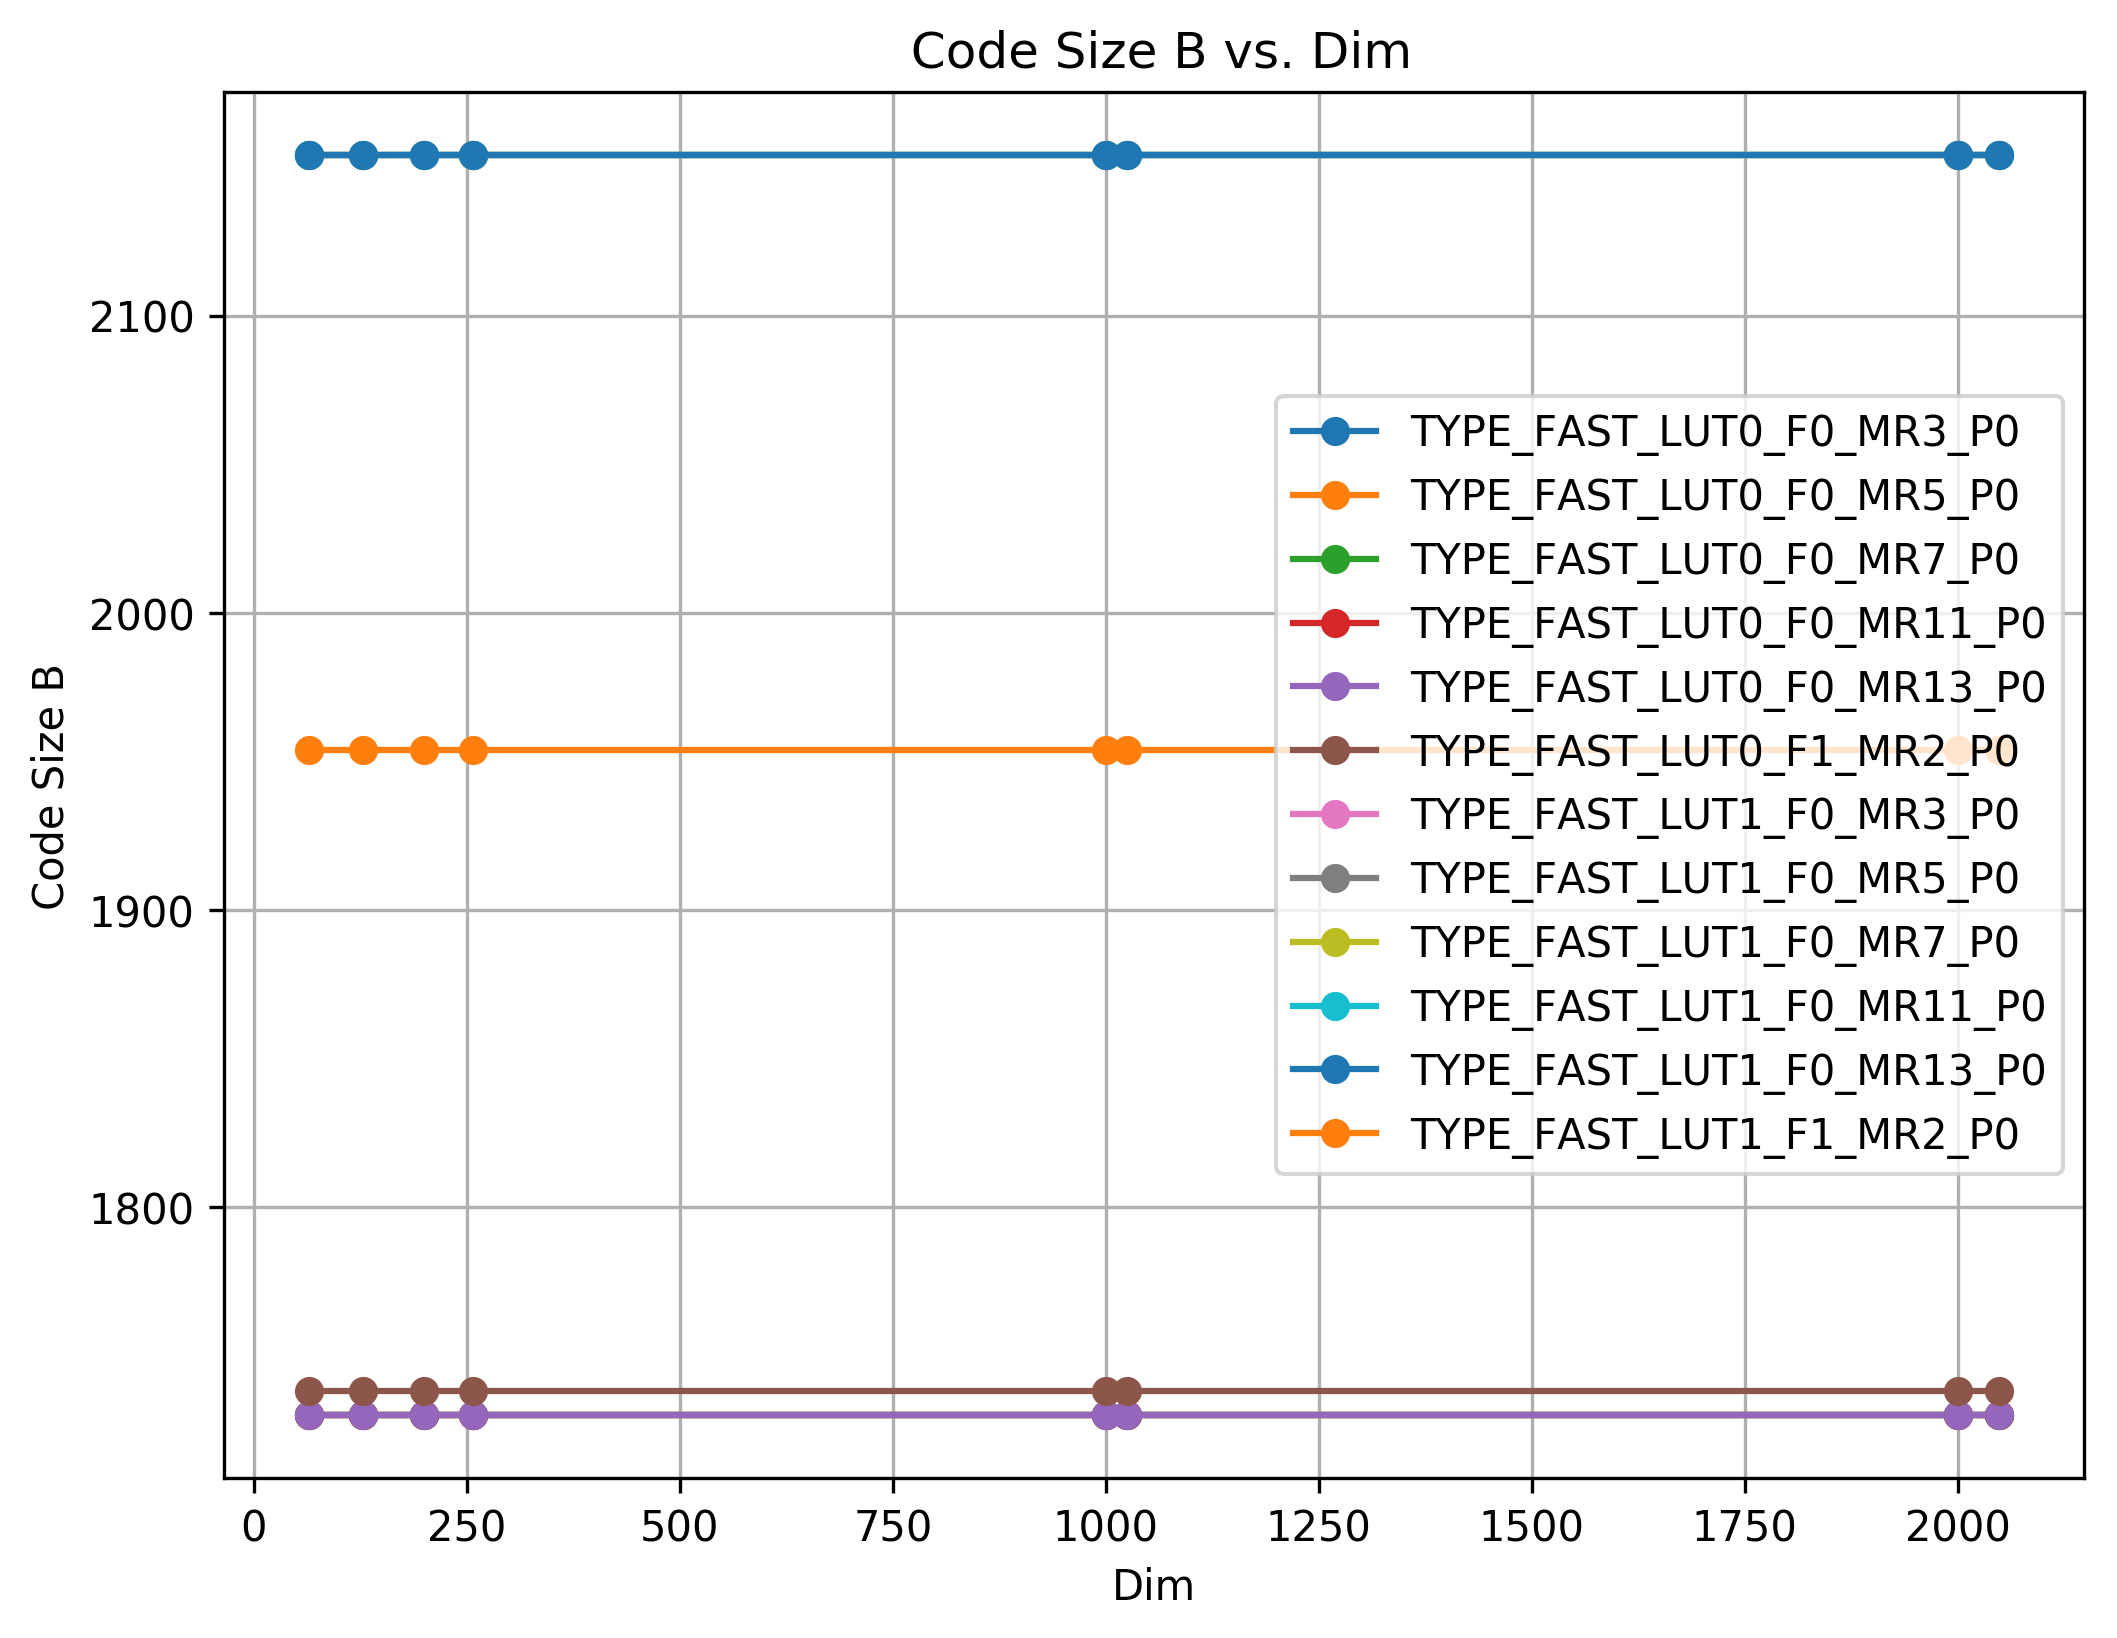 Code Size B vs. Dim
2100
2000
1900
1800
Code Size B
TYPE_FAST_LUT0_F0_MR3_P0
TYPE_FAST_LUT0_F0_MR5_P0
TYPE_FAST_LUT0_F0_MR7_P0
TYPE_FAST_LUT0_F0_MR11_P0
TYPE_FAST_LUT0_F0_MR13_P0
TYPE_FAST_LUT0_F1_MR2_P0
TYPE_FAST_LUT1_F0_MR3_P0
TYPE_FAST_LUT1_F0_MR5_P0
TYPE_FAST_LUT1_F0_MR7_P0
TYPE_FAST_LUT1_F0_MR11_P0
TYPE_FAST_LUT1_F0_MR13_P0
TYPE_FAST_LUT1_F1_MR2_P0
0 250 500 750 1000 1250 1500 1750 2000
Dim